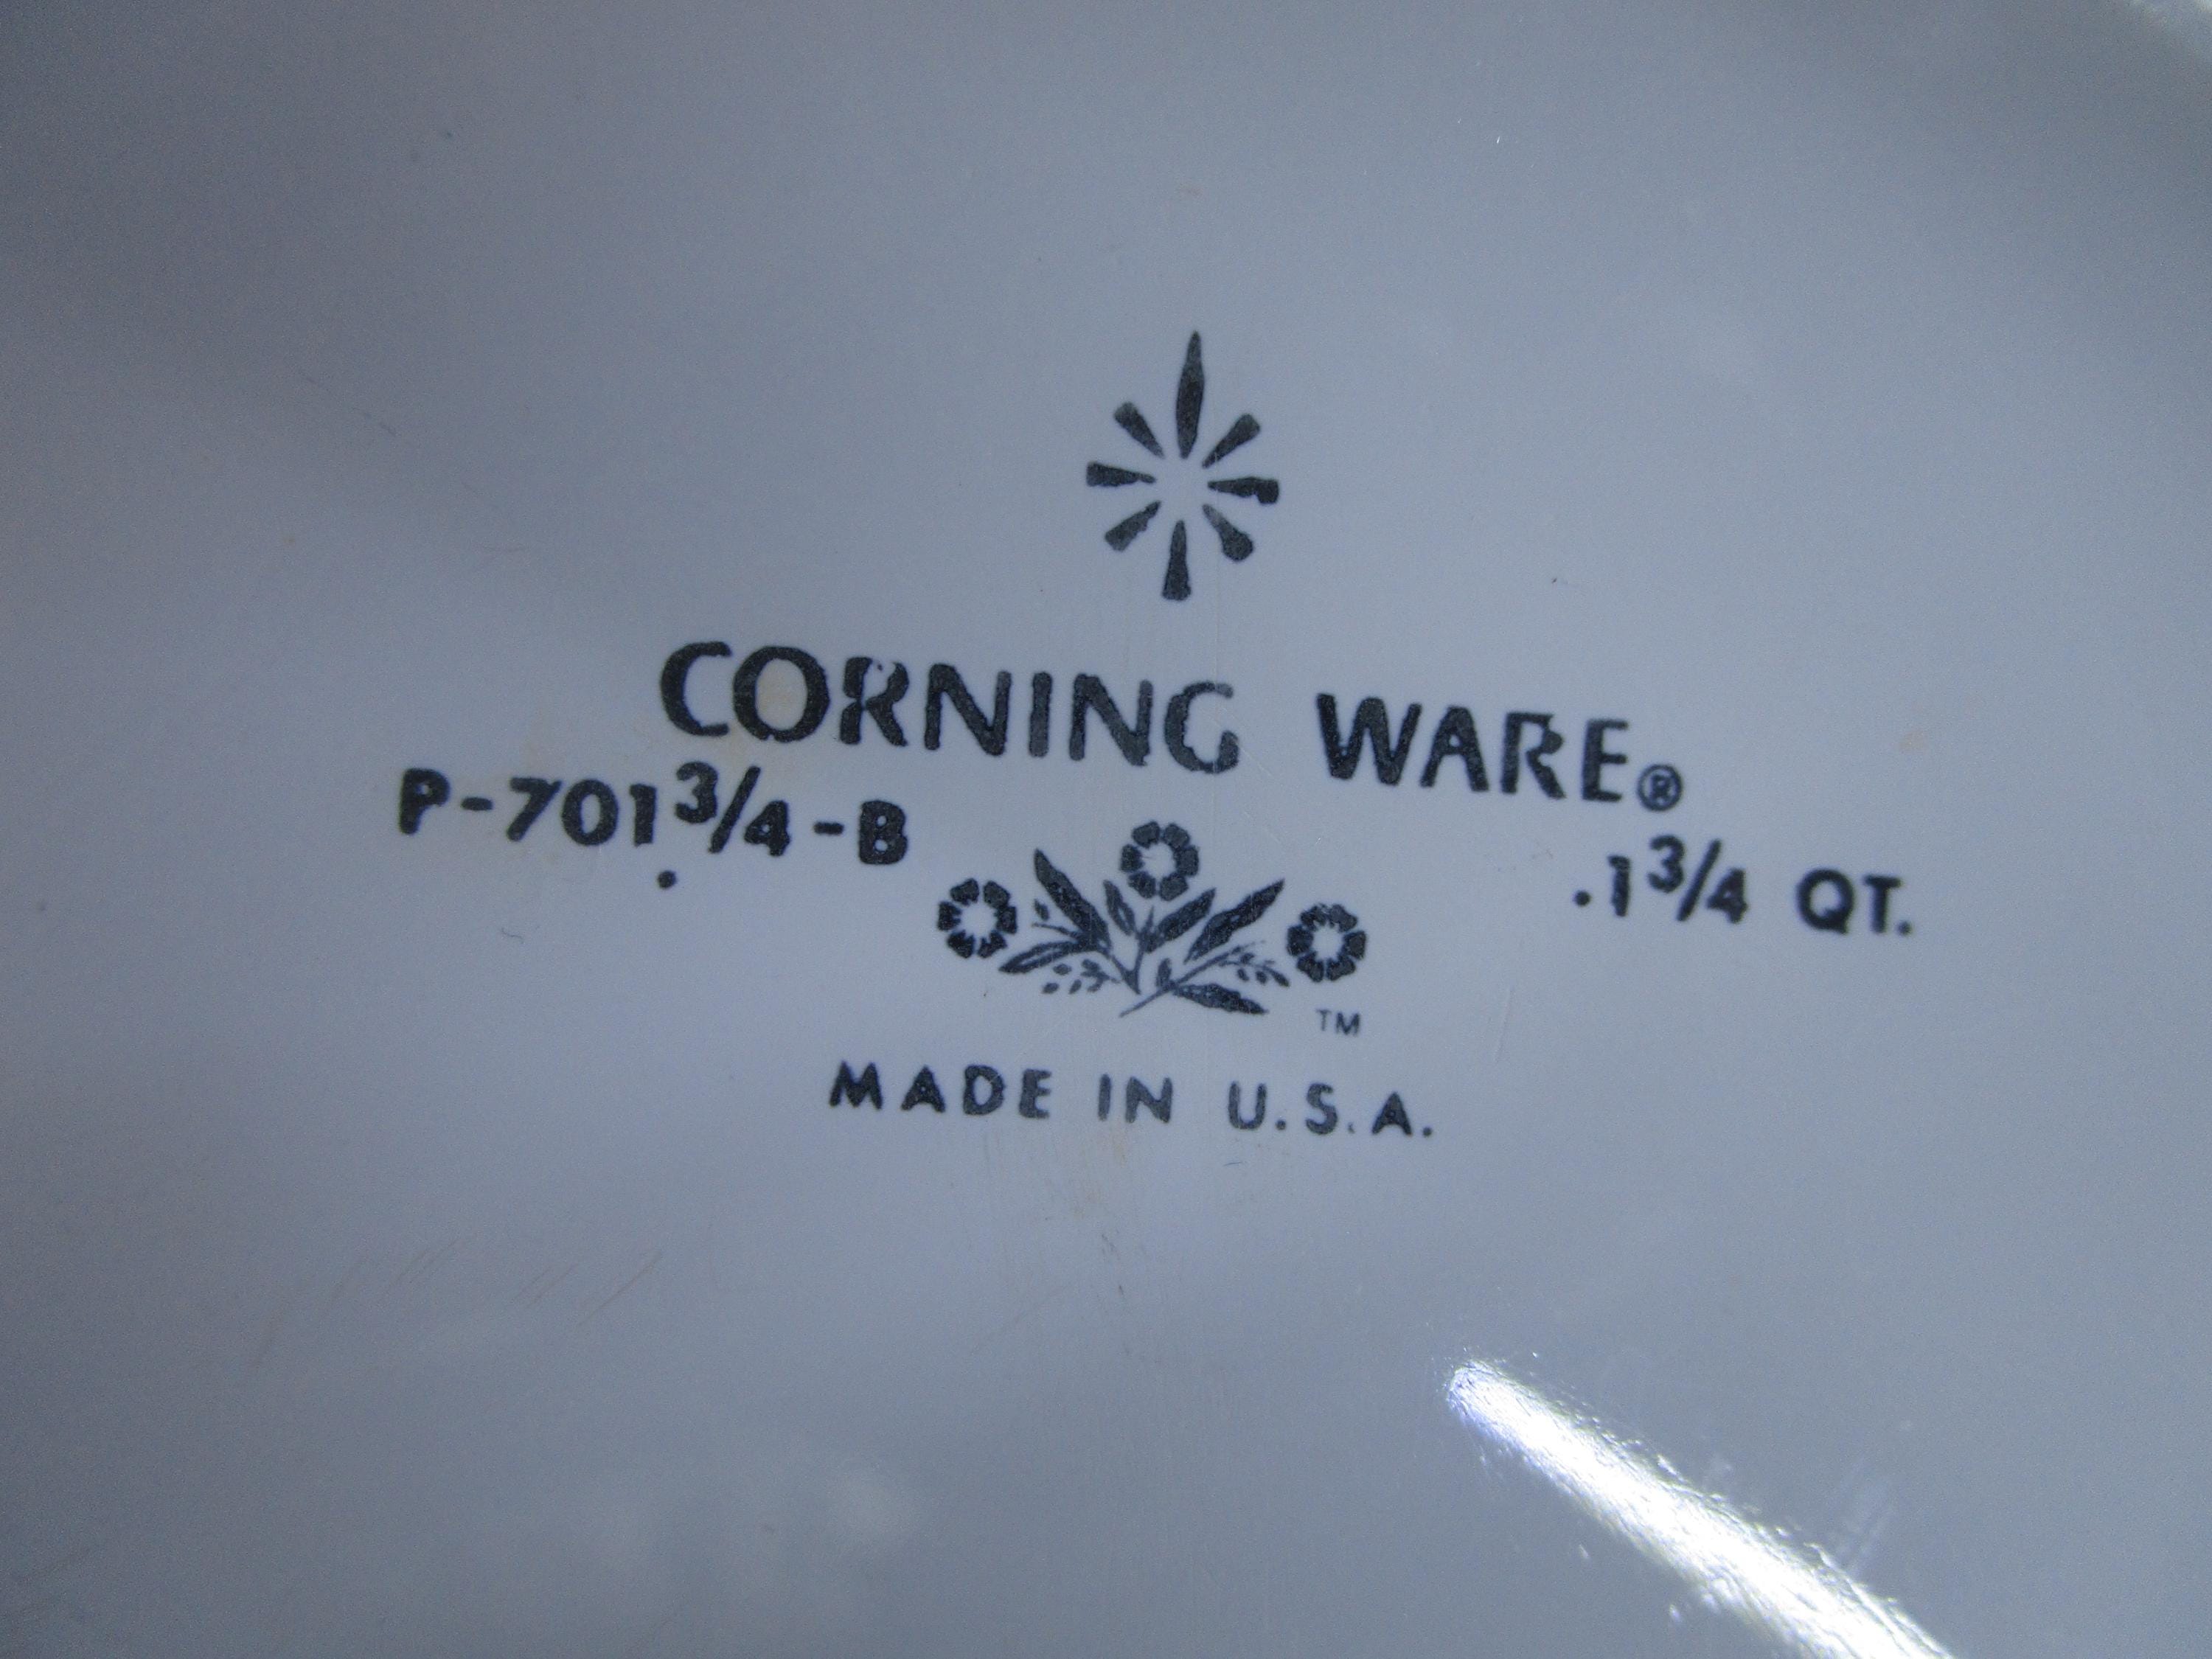 CORNING WARE®
P-701¾-B .1¾ QT.
TM
MADE IN U.S.A.